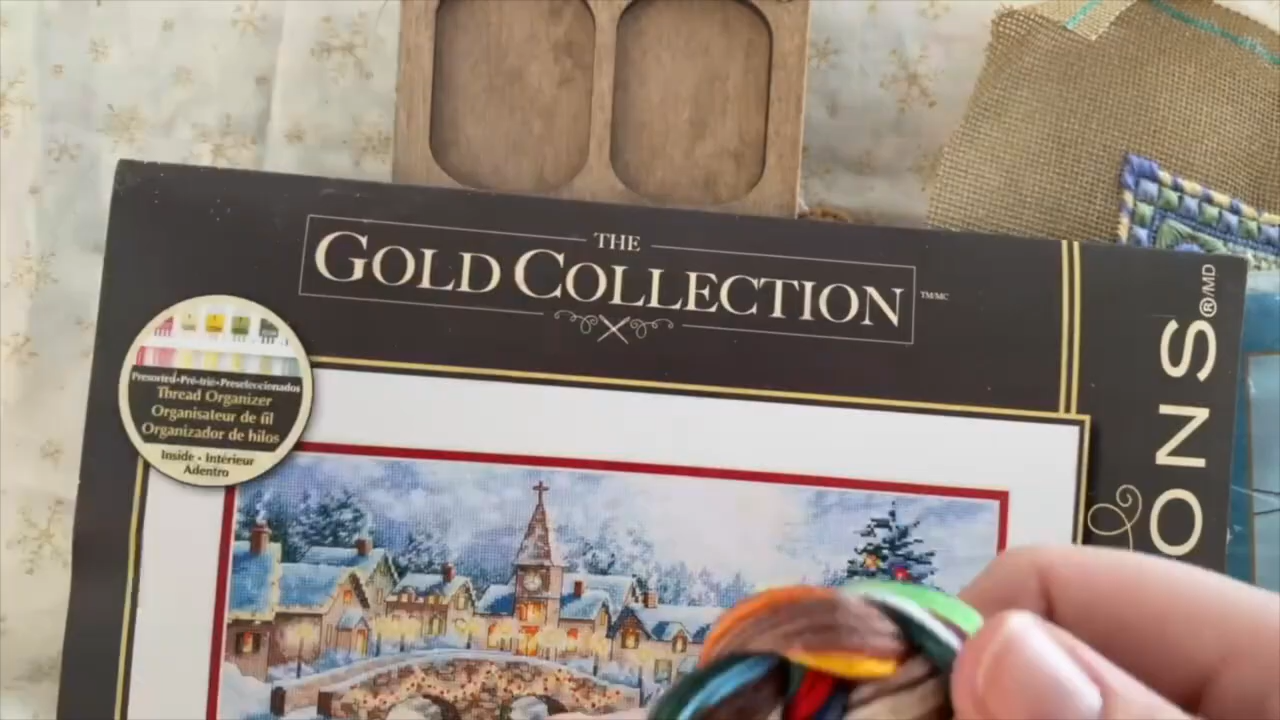 THE
GOLD COLLECTION
TM/MC
Presorted•Pré-trié•Preseleccionados
Thread Organizer
Organisateur de fil
Organizador de hilos
Inside • Intérieur
Adentro
ONS®/MD